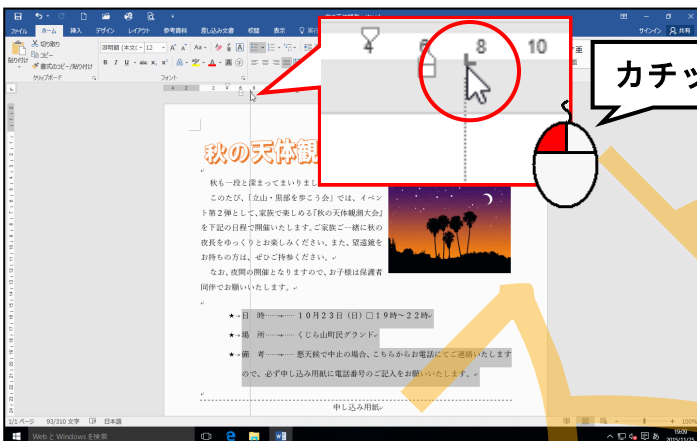 ファイル ホーム 挿入 デザイン レイアウト 参考資料 差し込み文書 校閲 表示
サインイン 共有
貼り付け
切り取り
コピー
書式のコピー/貼り付け
クリップボード
フォント
4 6 8 10
カチッ
秋の天体観
秋も一段と深まってまいりまし
このたび、「立山・黒部を歩こう会」では、イベン
ト第2弾として、家族で楽しめる「秋の天体観測大会」
を下記の日程で開催いたします。ご家族ご一緒に秋の
夜長をゆっくりとお楽しみください。また、望遠鏡を
お持ちの方は、ぜひご持参ください。
なお、夜間の開催となりますので、お子様は保護者
同伴でお願いいたします。
★→日 時……→……10月23日(日)□19時~22時
★→場 所……→……くじら山町民グランド
★→備 考……→……悪天候で中止の場合、こちらからお電話にてご連絡いたします
ので、必ず申し込み用紙に電話番号のご記入をお願いいたします。
申し込み用紙
1/1 ページ 93/310 文字 日本語
100%
Web と Windows を検索
あ 19:09